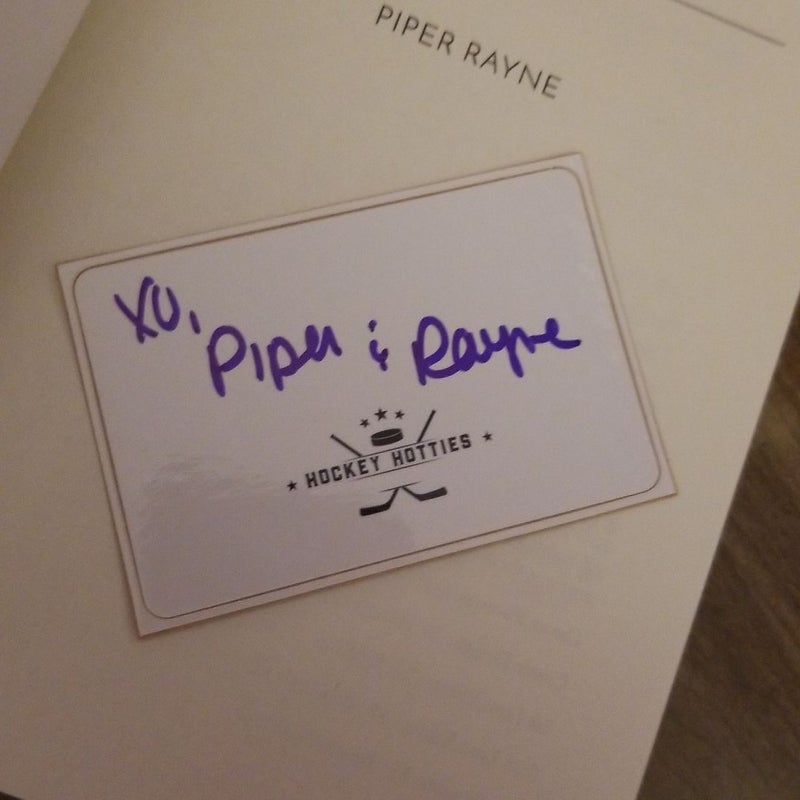 PIPER RAYNE
XO,
Piper & Rayne
HOCKEY HOTTIES